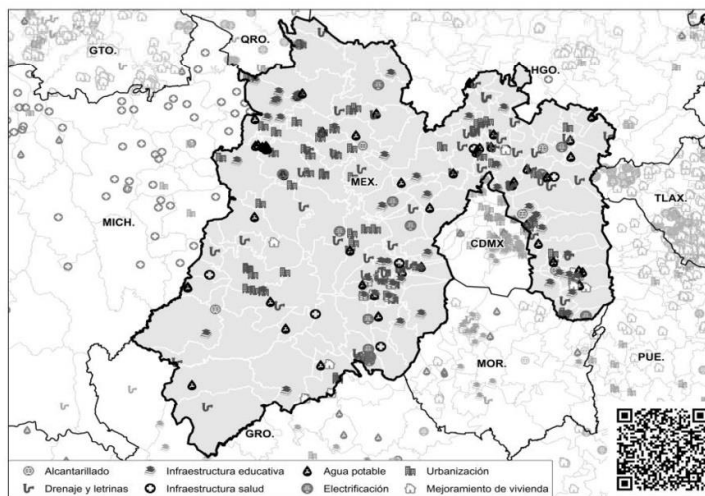 GTO.
QRO.
HGO.
MEX.
MICH.
TLAX.
CDMX
MOR.
PUE.
GRO.
Alcantarillado
Infraestructura educativa
Agua potable
Urbanización
Drenaje y letrinas
Infraestructura salud
Electrificación
Mejoramiento de vivienda